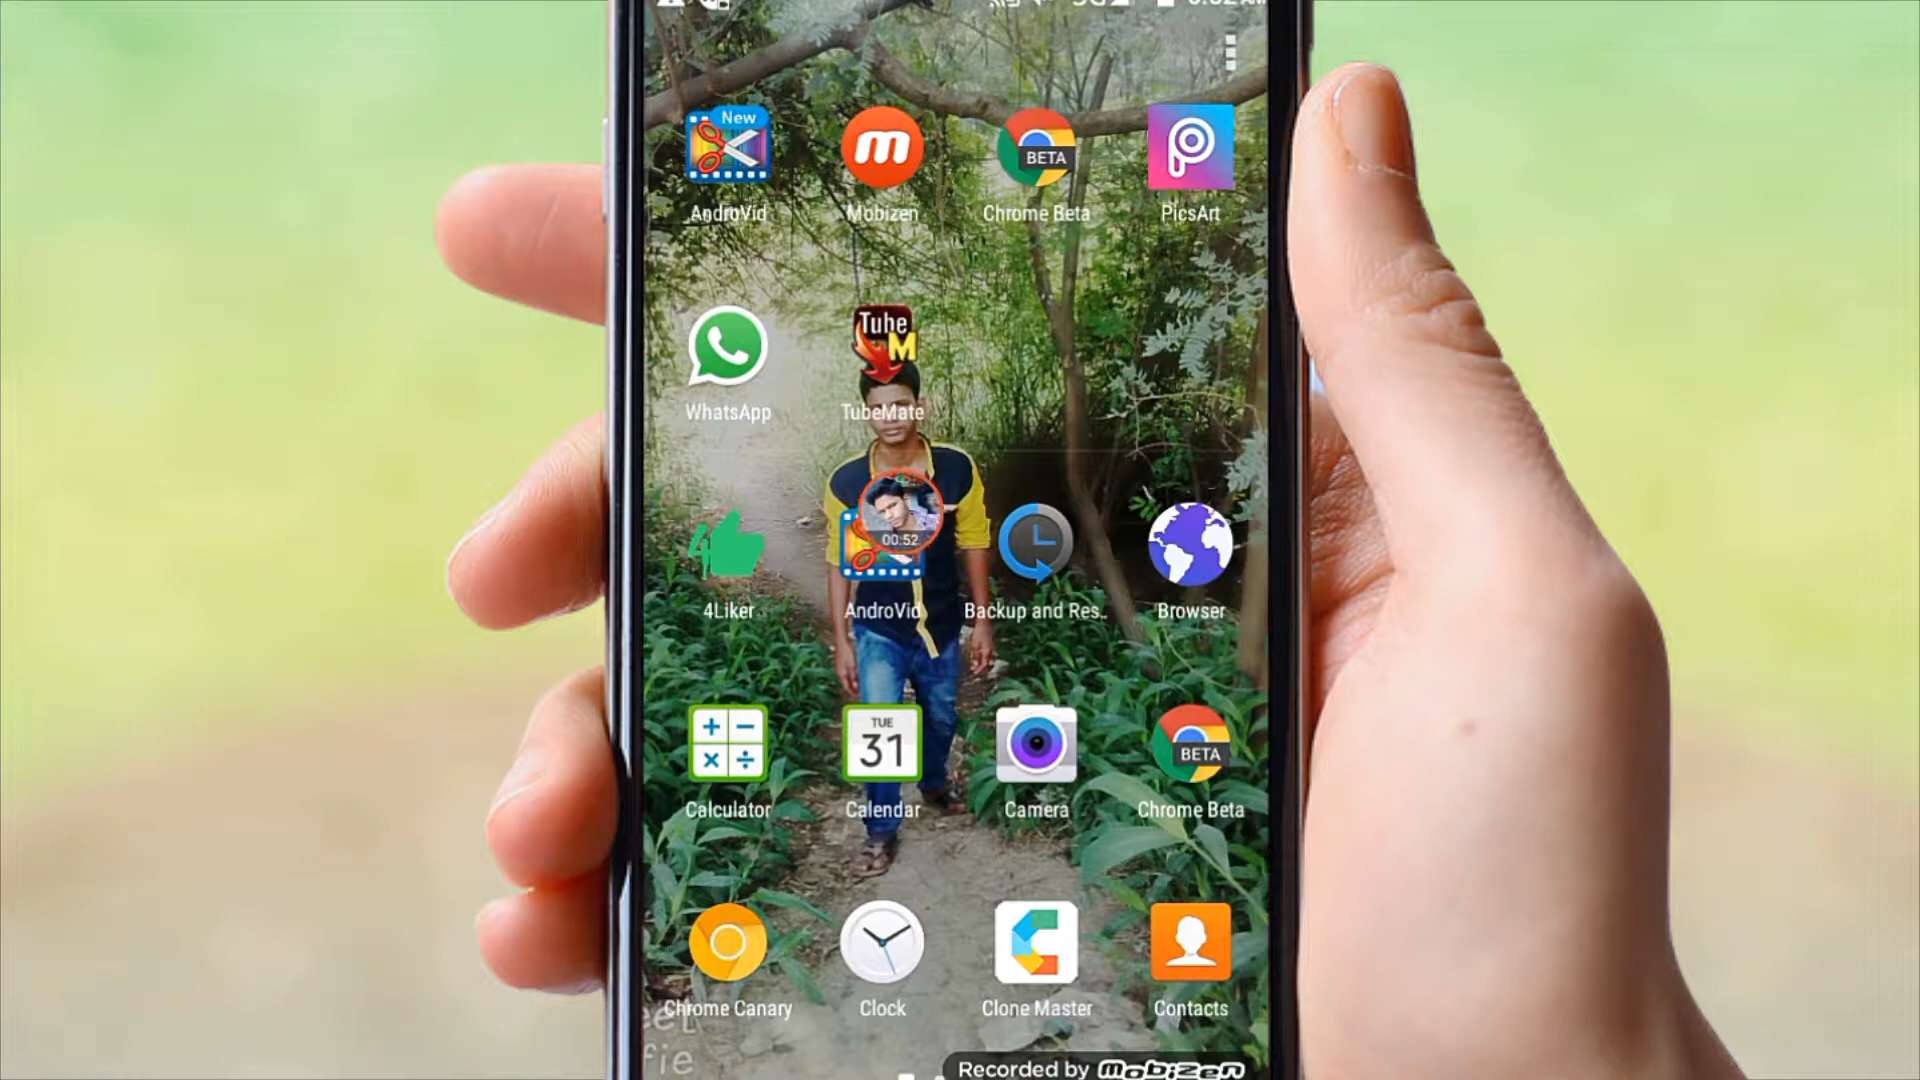 New
BETA
AndroVid
Mobizen
Chrome Beta
PicsArt
Tube
M
WhatsApp
TubeMate
00:52
4Liker
AndroVid
Backup and Res..
Browser
TUE
31
BETA
Calculator
Calendar
Camera
Chrome Beta
Chrome Canary
Clock
Clone Master
Contacts
Recorded by Mobizen